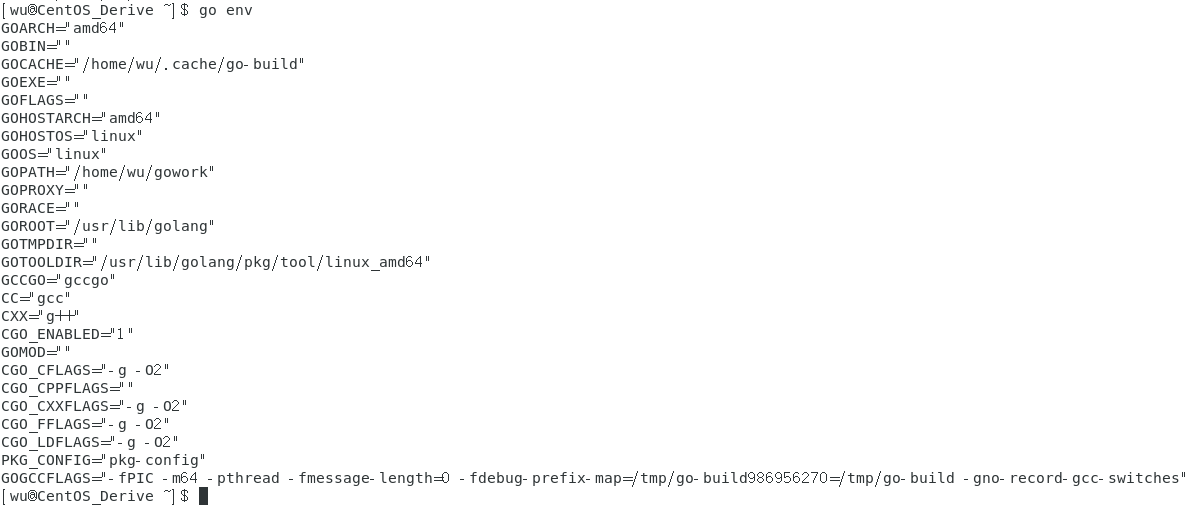 [wu@CentOS_Derive ~]$ go env
GOARCH="amd64"
GOBIN=""
GOCACHE="/home/wu/.cache/go-build"
GOEXE=""
GOFLAGS=""
GOHOSTARCH="amd64"
GOHOSTOS="linux"
GOOS="linux"
GOPATH="/home/wu/gowork"
GOPROXY=""
GORACE=""
GOROOT="/usr/lib/golang"
GOTMPDIR=""
GOTOOLDIR="/usr/lib/golang/pkg/tool/linux_amd64"
GCCGO="gccgo"
CC="gcc"
CXX="g++"
CGO_ENABLED="1"
GOMOD=""
CGO_CFLAGS="-g -O2"
CGO_CPPFLAGS=""
CGO_CXXFLAGS="-g -O2"
CGO_FFLAGS="-g -O2"
CGO_LDFLAGS="-g -O2"
PKG_CONFIG="pkg-config"
GOGCCFLAGS="-fPIC -m64 -pthread -fmessage-length=0 -fdebug-prefix-map=/tmp/go-build986956270=/tmp/go-build -gno-record-gcc-switches"
[wu@CentOS_Derive ~]$